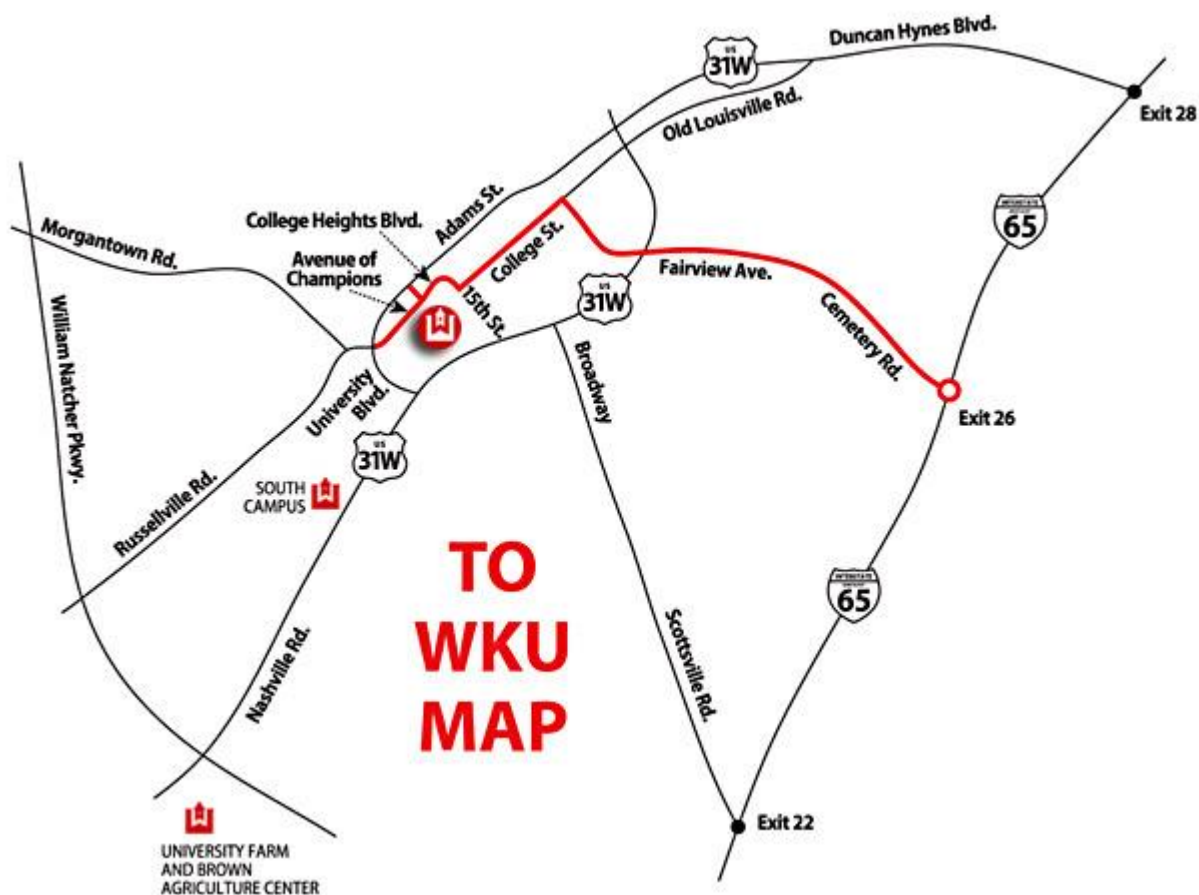 Duncan Hynes Blvd.
US
31W
Old Louisville Rd.
Exit 28
INTERSTATE
65
Adams St.
College Heights Blvd.
Morgantown Rd.
Avenue of
Champions
College St.
Fairview Ave.
US
31W
15th St.
Cemetery Rd.
William Natcher Pkwy.
Broadway
University
Blvd.
Exit 26
US
31W
Russellville Rd.
SOUTH
CAMPUS
TO
WKU
MAP
INTERSTATE
65
Scottsville Rd.
Nashville Rd.
Exit 22
UNIVERSITY FARM
AND BROWN
AGRICULTURE CENTER